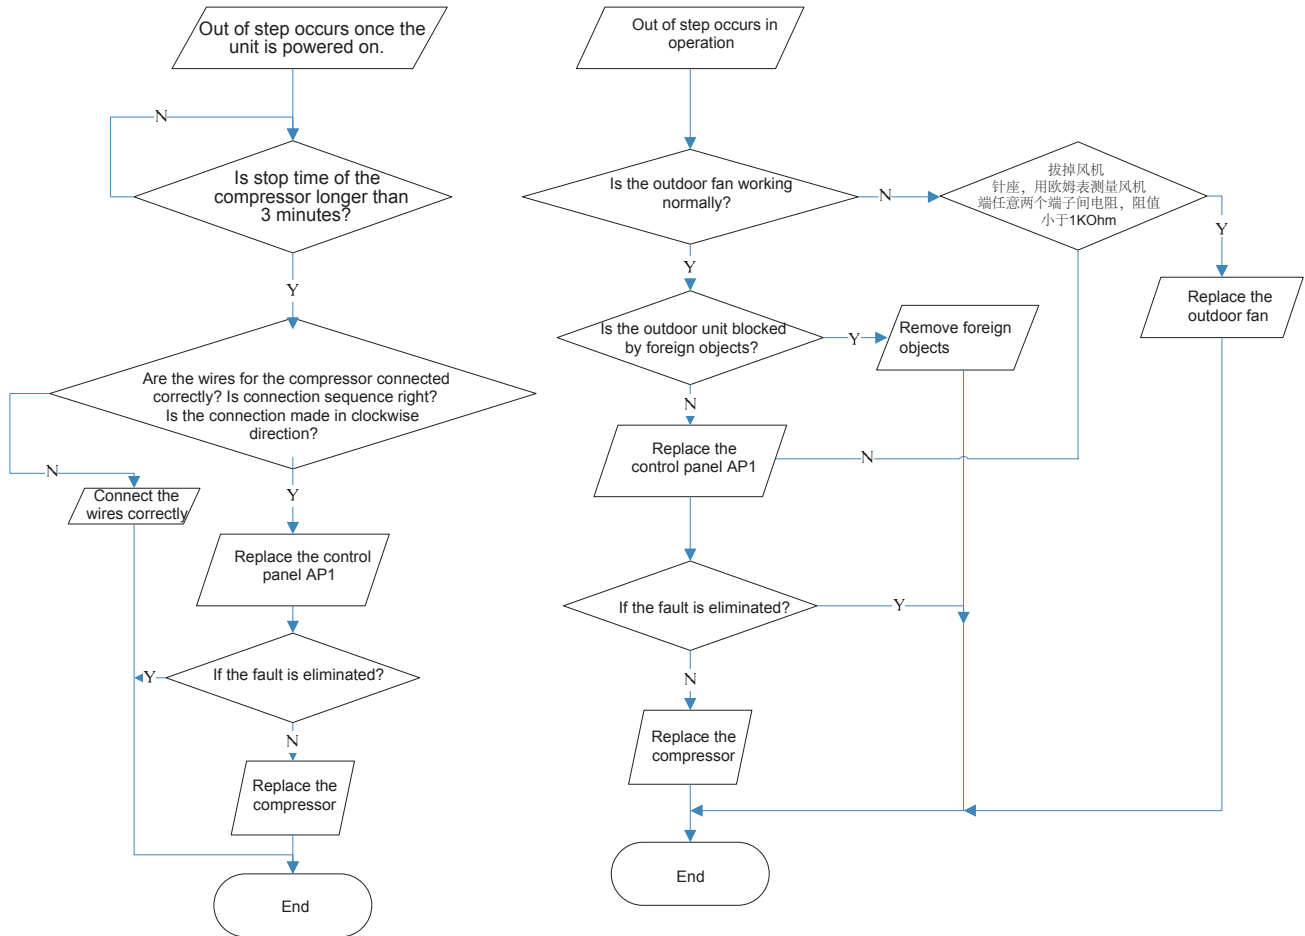 Out of step occurs once the
unit is powered on.
N
Is stop time of the
compressor longer than
3 minutes?
Y
Are the wires for the compressor connected
correctly? Is connection sequence right?
Is the connection made in clockwise
direction?
N
Connect the
wires correctly
Y
Replace the control
panel AP1
If the fault is eliminated?
Y
N
Replace the
compressor
End
Out of step occurs in
operation
Is the outdoor fan working
normally?
N
拔掉风机
针座，用欧姆表测量风机
端任意两个端子间电阻，阻值
小于1KOhm
Y
Replace the
outdoor fan
Y
Is the outdoor unit blocked
by foreign objects?
Y
Remove foreign
objects
N
Replace the
control panel AP1
N
If the fault is eliminated?
Y
N
Replace the
compressor
End